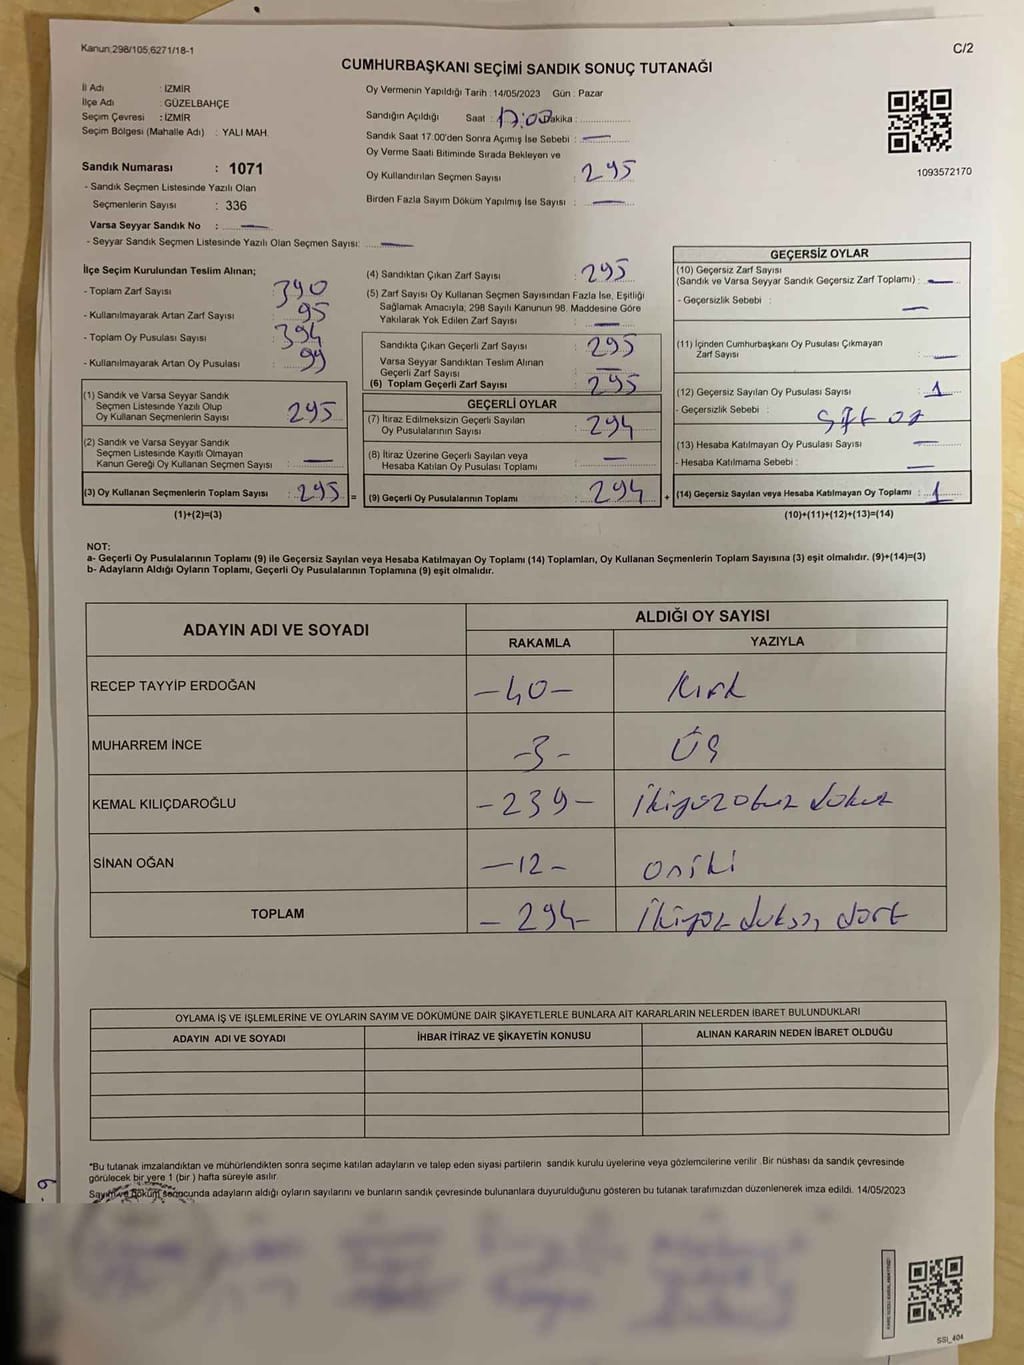 Kanun:298/105,6271/18-1
C/2
CUMHURBAŞKANI SEÇİMİ SANDIK SONUÇ TUTANAĞI
İl Adı : İZMİR
İlçe Adı : GÜZELBAHÇE
Seçim Çevresi : İZMİR
Seçim Bölgesi (Mahalle Adı) : YALI MAH.
Sandık Numarası : 1071
- Sandık Seçmen Listesinde Yazılı Olan
Seçmenlerin Sayısı : 336
Varsa Seyyar Sandık No : —
- Seyyar Sandık Seçmen Listesinde Yazılı Olan Seçmen Sayısı: —
Oy Vermenin Yapıldığı Tarih : 14/05/2023 Gün : Pazar
Sandığın Açıldığı Saat : 17:00 Dakika :
Sandık Saat 17.00'den Sonra Açımış İse Sebebi : —
Oy Verme Saati Bitiminde Sırada Bekleyen ve
Oy Kullandırılan Seçmen Sayısı : 295
Birden Fazla Sayım Döküm Yapılmış İse Sayısı : —
1093572170
İlçe Seçim Kurulundan Teslim Alınan;
- Toplam Zarf Sayısı : 390
- Kullanılmayarak Artan Zarf Sayısı : 95
- Toplam Oy Pusulası Sayısı : 394
- Kullanılmayarak Artan Oy Pusulası : 99
(1) Sandık ve Varsa Seyyar Sandık
Seçmen Listesinde Yazılı Olup
Oy Kullanan Seçmenlerin Sayısı : 295
(2) Sandık ve Varsa Seyyar Sandık
Seçmen Listesinde Kayıtlı Olmayan
Kanun Gereği Oy Kullanan Seçmen Sayısı : —
(3) Oy Kullanan Seçmenlerin Toplam Sayısı : 295 =
(1)+(2)=(3)
(4) Sandıktan Çıkan Zarf Sayısı : 295
(5) Zarf Sayısı Oy Kullanan Seçmen Sayısından Fazla İse, Eşitliği
Sağlamak Amacıyla, 298 Sayılı Kanunun 98. Maddesine Göre
Yakılarak Yok Edilen Zarf Sayısı : —
Sandıkta Çıkan Geçerli Zarf Sayısı : 295
Varsa Seyyar Sandıktan Teslim Alınan
Geçerli Zarf Sayısı : —
(6) Toplam Geçerli Zarf Sayısı : 295
GEÇERLİ OYLAR
(7) İtiraz Edilmeksizin Geçerli Sayılan
Oy Pusulalarının Sayısı : 294
(8) İtiraz Üzerine Geçerli Sayılan veya
Hesaba Katılan Oy Pusulası Toplamı : —
(9) Geçerli Oy Pusulalarının Toplamı : 294 +
GEÇERSİZ OYLAR
(10) Geçersiz Zarf Sayısı
(Sandık ve Varsa Seyyar Sandık Geçersiz Zarf Toplamı) : —
- Geçersizlik Sebebi : —
(11) İçinden Cumhurbaşkanı Oy Pusulası Çıkmayan
Zarf Sayısı : —
(12) Geçersiz Sayılan Oy Pusulası Sayısı : 1
- Geçersizlik Sebebi :
(13) Hesaba Katılmayan Oy Pusulası Sayısı : —
- Hesaba Katılmama Sebebi : —
(14) Geçersiz Sayılan veya Hesaba Katılmayan Oy Toplamı : 1
(10)+(11)+(12)+(13)=(14)
NOT:
a- Geçerli Oy Pusulalarının Toplamı (9) ile Geçersiz Sayılan veya Hesaba Katılmayan Oy Toplamı (14) Toplamları, Oy Kullanan Seçmenlerin Toplam Sayısına (3) eşit olmalıdır. (9)+(14)=(3)
b- Adayların Aldığı Oyların Toplamı, Geçerli Oy Pusulalarının Toplamına (9) eşit olmalıdır.
ADAYIN ADI VE SOYADI
ALDIĞI OY SAYISI
RAKAMLA YAZIYLA
RECEP TAYYİP ERDOĞAN -40- Kırk
MUHARREM İNCE -3- Üç
KEMAL KILIÇDAROĞLU -239- İkiyüzotuz dokuz
SİNAN OĞAN -12- oniki
TOPLAM -294- İkiyüz doksan dört
OYLAMA İŞ VE İŞLEMLERİNE VE OYLARIN SAYIM VE DÖKÜMÜNE DAİR ŞİKAYETLERLE BUNLARA AİT KARARLARIN NELERDEN İBARET BULUNDUKLARI
ADAYIN ADI VE SOYADI İHBAR İTİRAZ VE ŞİKAYETİN KONUSU ALINAN KARARIN NEDEN İBARET OLDUĞU
*Bu tutanak imzalandıktan ve mühürlendikten sonra seçime katılan adayların ve talep eden siyasi partilerin sandık kurulu üyelerine veya gözlemcilerine verilir. Bir nüshası da sandık çevresinde
görülecek bir yere 1 (bir ) hafta süreyle asılır.
Sayım ve döküm sonucunda adayların aldığı oyların sayılarını ve bunların sandık çevresinde bulunanlara duyurulduğunu gösteren bu tutanak tarafımızdan düzenlenerek imza edildi. 14/05/2023
SSI_404